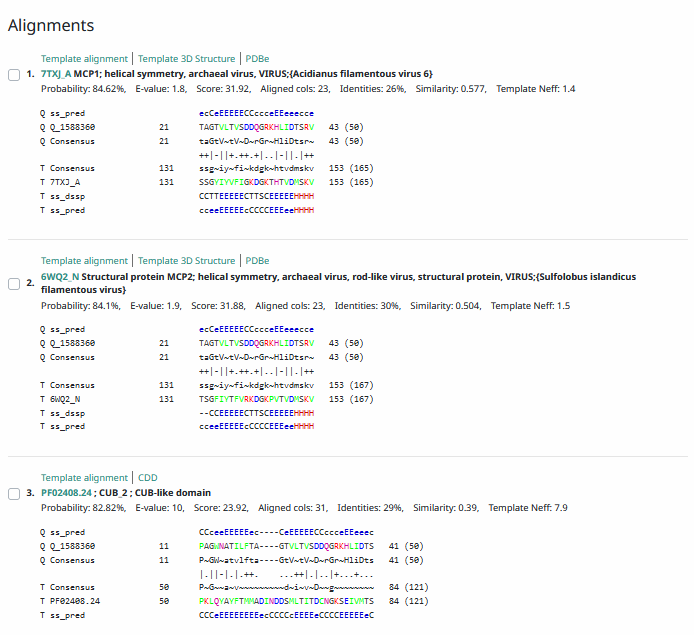 Alignments
Template alignment | Template 3D Structure | PDBe
1. 7TXJ_A MCP1; helical symmetry, archaeal virus, VIRUS;{Acidianus filamentous virus 6}
Probability: 84.62%, E-value: 1.8, Score: 31.92, Aligned cols: 23, Identities: 26%, Similarity: 0.577, Template Neff: 1.4
Q ss_pred ecCeEEEEECCcccеEEeeecce
Q Q_1588360 21 TAGTVLTVSDDQGRKHLIDTSRV 43 (50)
Q Consensus 21 taGtV~tV~D~rGr~HliDtsr~ 43 (50)
++|-||+.++.+|..|-||.|++
T Consensus 131 ssg~iy~fi~kdgk~htvdmskv 153 (165)
T 7TXJ_A 131 SSGYIYVFIGKDGKTHTVDMSKV 153 (165)
T ss_dssp CCTTEEEEECTTSCEEEEEHHHH
T ss_pred cceeEEEEEcCCCCEEEeeHHHH
Template alignment | Template 3D Structure | PDBe
2. 6WQ2_N Structural protein MCP2; helical symmetry, archaeal virus, rod-like virus, structural protein, VIRUS;{Sulfolobus islandicus
filamentous virus}
Probability: 84.1%, E-value: 1.9, Score: 31.88, Aligned cols: 23, Identities: 30%, Similarity: 0.504, Template Neff: 1.5
Q ss_pred ecCeEEEEECCccceEEeeecce
Q Q_1588360 21 TAGTVLTVSDDQGRKHLIDTSRV 43 (50)
Q Consensus 21 taGtV~tV~D~rGr~HliDtsr~ 43 (50)
++|-||+.++.+|..|-||.|++
T Consensus 131 ssg~iy~fi~kdgk~htvdmskv 153 (167)
T 6WQ2_N 131 TSGFIYTFVRKDGKPVTVDMSKV 153 (167)
T ss_dssp --CCEEEEECTTSCEEEEEHHHH
T ss_pred cceeEEEEEcCCCCEEEeeHHHH
Template alignment | CDD
3. PF02408.24 ; CUB_2 ; CUB-like domain
Probability: 82.82%, E-value: 10, Score: 23.92, Aligned cols: 31, Identities: 29%, Similarity: 0.39, Template Neff: 7.9
Q ss_pred CCceeEEEEEEec----CeEEEEECCccceEEeeec
Q Q_1588360 11 PAGWNATILFTA----GTVLTVSDDQGRKHLIDTS 41 (50)
Q Consensus 11 P~GW~atvlfta----GtV~tV~D~rGr~HliDts 41 (50)
|.||-|.|.++. ...++|.|..|+...+...
T Consensus 50 P~~G~~~a~v~~~~~~~~~~d~i~v~D~~g~~~~~~~~~ 84 (121)
T PF02408.24 50 PKLQYAYFTMMADINDDSMLTITDCNGKSEIVMTS 84 (121)
T ss_pred CCCeEEEEEEEEecCCCCcEEEEeCCCCEEEEEeC